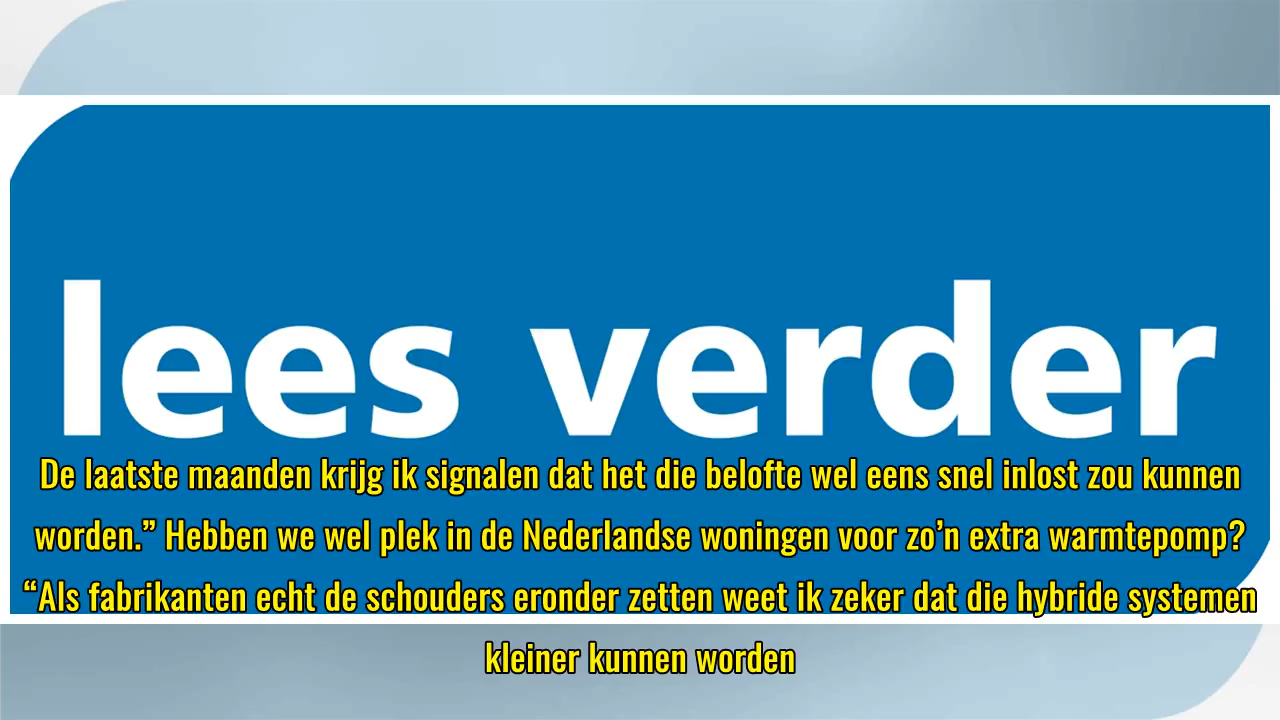 lees verder
De laatste maanden krijg ik signalen dat het die belofte wel eens snel inlost zou kunnen
worden.” Hebben we wel plek in de Nederlandse woningen voor zo’n extra warmtepomp?
“Als fabrikanten echt de schouders eronder zetten weet ik zeker dat die hybride systemen
kleiner kunnen worden